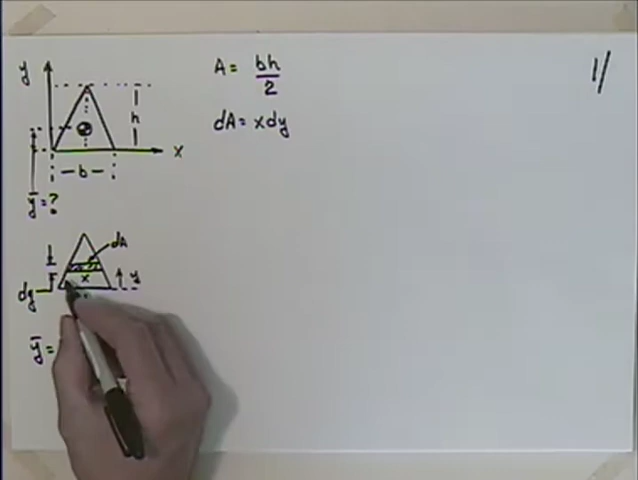 y
A = bh/2
1/
h
dA = xdy
x
- b -
ȳ = ?
dA
x
y
dy
ȳ =